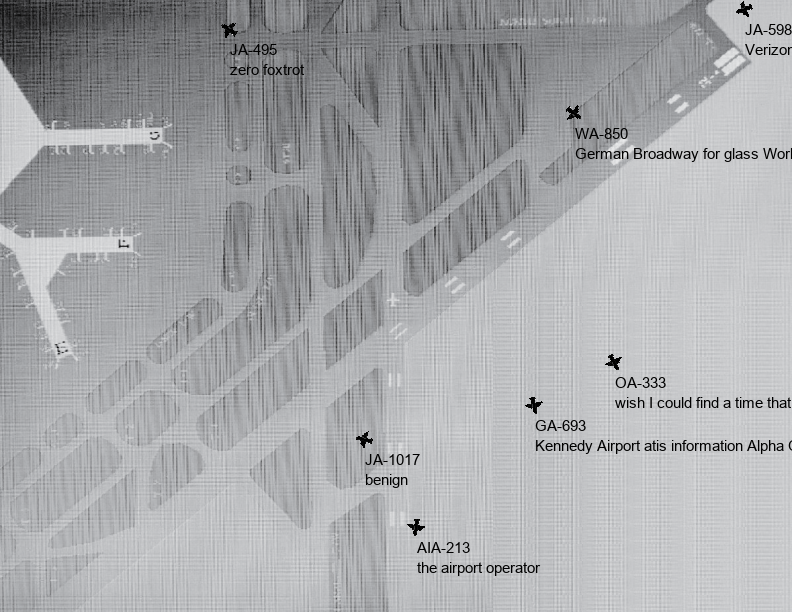 JA-495
zero foxtrot
JA-598
Verizon
WA-850
German Broadway for glass Worl
OA-333
wish I could find a time that
GA-693
Kennedy Airport atis information Alpha
JA-1017
benign
AIA-213
the airport operator